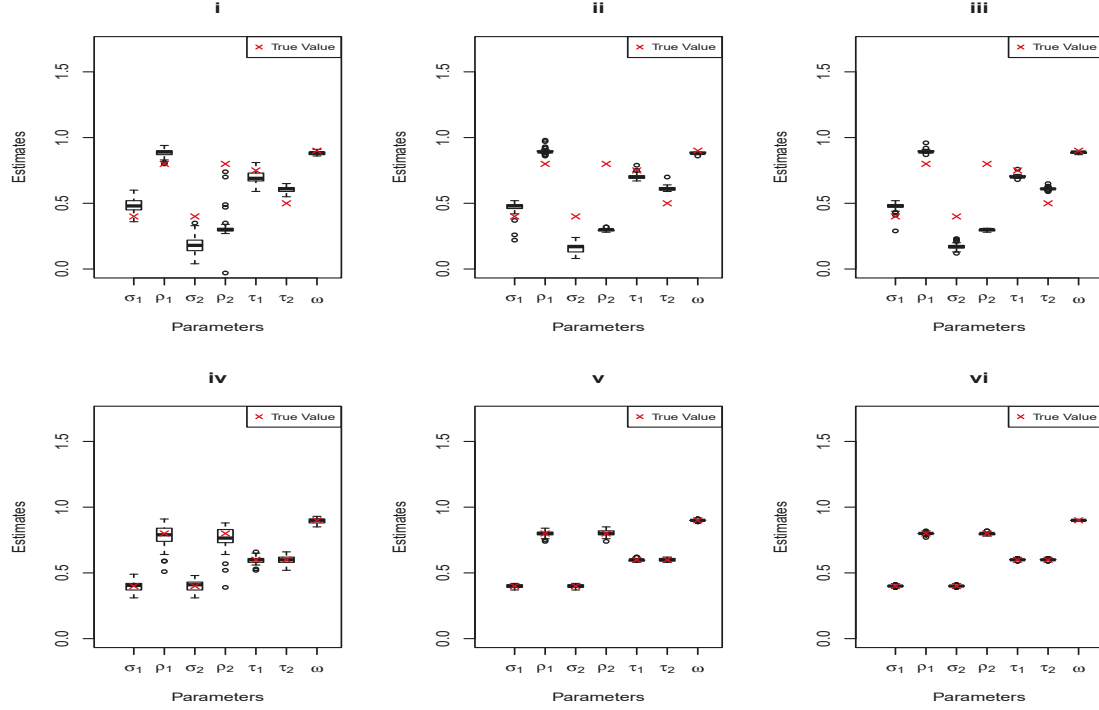 i
True Value
Estimates
1.5
1.0
0.5
0.0
σ1 ρ1 σ2 ρ2 τ1 τ2 ω
Parameters
ii
True Value
Estimates
1.5
1.0
0.5
0.0
σ1 ρ1 σ2 ρ2 τ1 τ2 ω
Parameters
iii
True Value
Estimates
1.5
1.0
0.5
0.0
σ1 ρ1 σ2 ρ2 τ1 τ2 ω
Parameters
iv
True Value
Estimates
1.5
1.0
0.5
0.0
σ1 ρ1 σ2 ρ2 τ1 τ2 ω
Parameters
v
True Value
Estimates
1.5
1.0
0.5
0.0
σ1 ρ1 σ2 ρ2 τ1 τ2 ω
Parameters
vi
True Value
Estimates
1.5
1.0
0.5
0.0
σ1 ρ1 σ2 ρ2 τ1 τ2 ω
Parameters